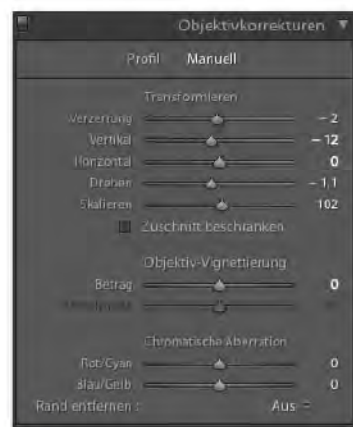 Objektivkorrekturen
Profil Manuell
Transformieren
Verzerrung - 2
Vertikal - 12
Horizontal 0
Drehen - 1,1
Skalieren 102
Zuschnitt beschränken
Objektiv-Vignettierung
Betrag 0
Chromatische Aberration
Rot/Cyan 0
Blau/Gelb 0
Rand entfernen : Aus